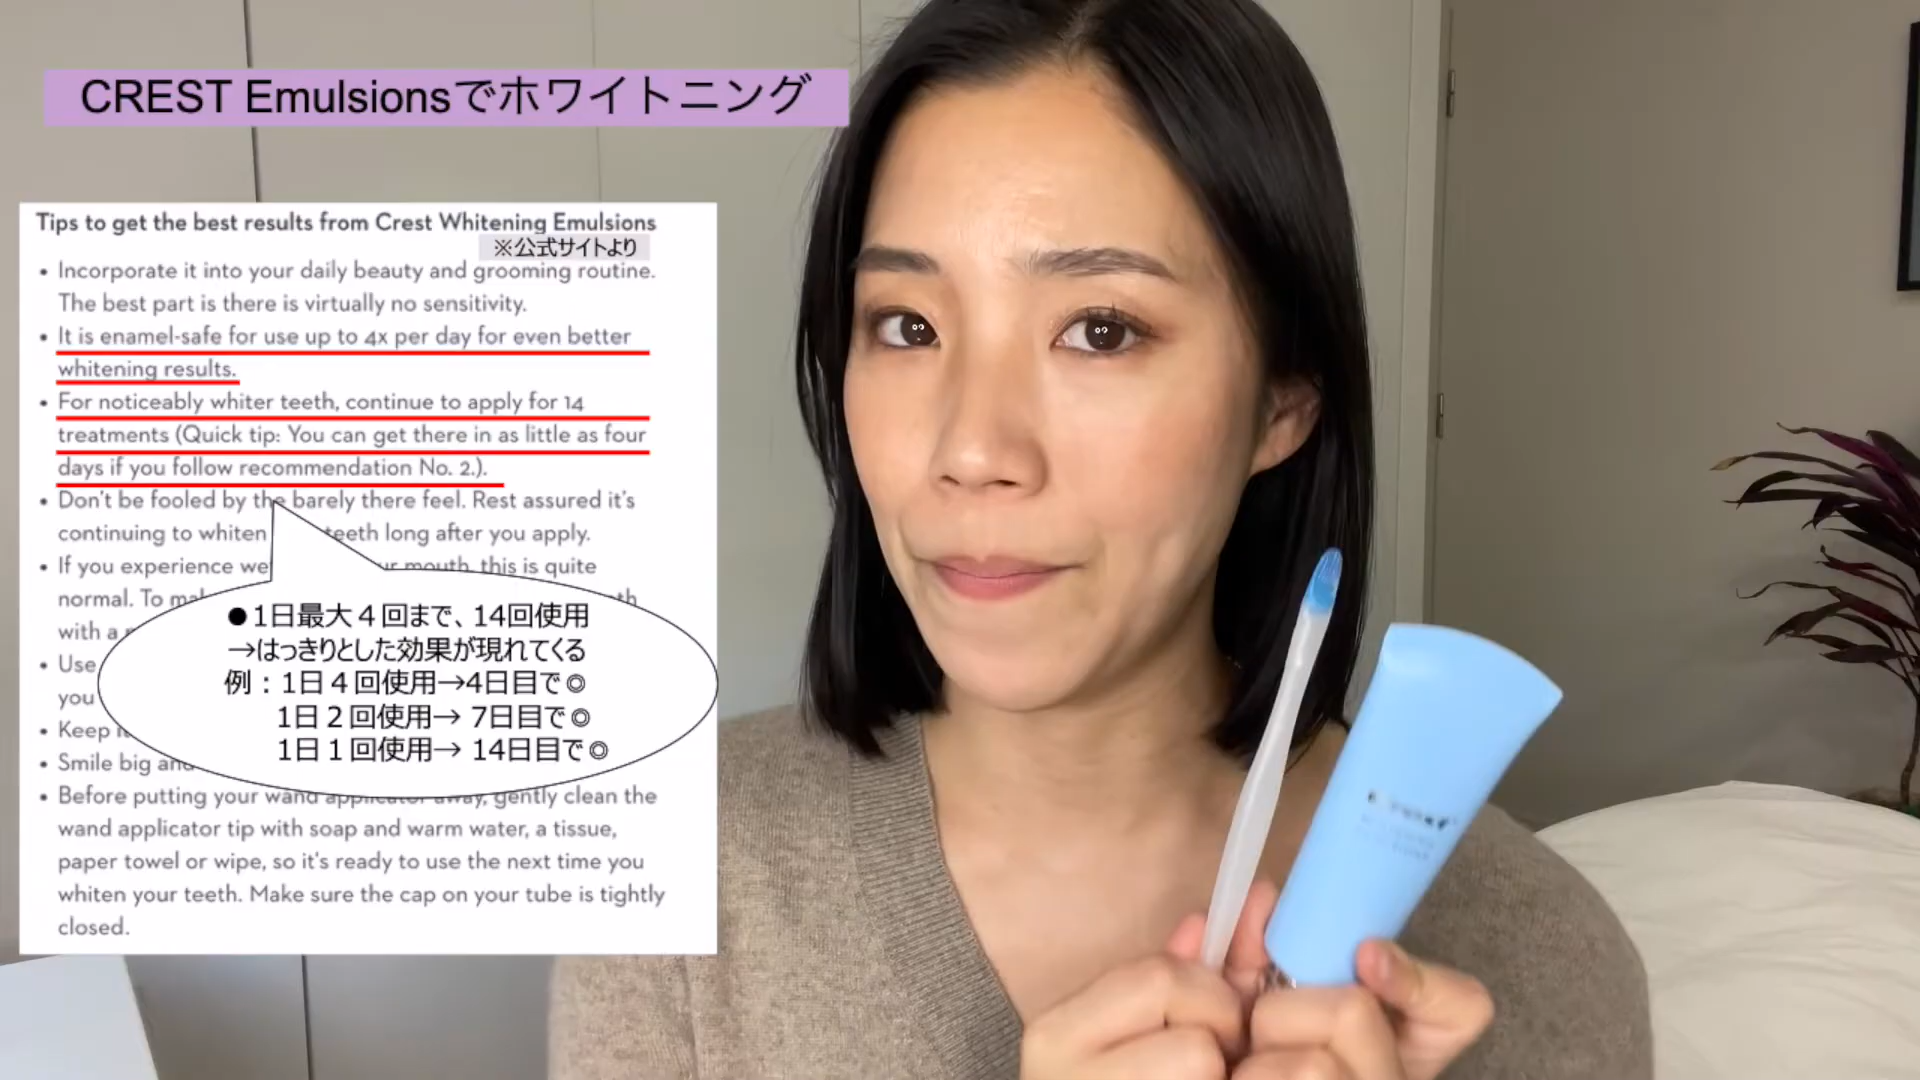 CREST Emulsionsでホワイトニング
Tips to get the best results from Crest Whitening Emulsions
※公式サイトより
• Incorporate it into your daily beauty and grooming routine.
The best part is there is virtually no sensitivity.
• It is enamel-safe for use up to 4x per day for even better
whitening results.
• For noticeably whiter teeth, continue to apply for 14
treatments (Quick tip: You can get there in as little as four
days if you follow recommendation No. 2.).
• Don't be fooled by the barely there feel. Rest assured it's
continuing to whiten teeth long after you apply.
• If you experience mouth, this is quite
normal. To
with a
• Use
you
• Keep
• Smile big and
●1日最大４回まで、14回使用
→はっきりとした効果が現れてくる
例：1日４回使用→4日目で◎
1日２回使用→ 7日目で◎
1日１回使用→ 14日目で◎
• Before putting your wand applicator away, gently clean the
wand applicator tip with soap and warm water, a tissue,
paper towel or wipe, so it's ready to use the next time you
whiten your teeth. Make sure the cap on your tube is tightly
closed.